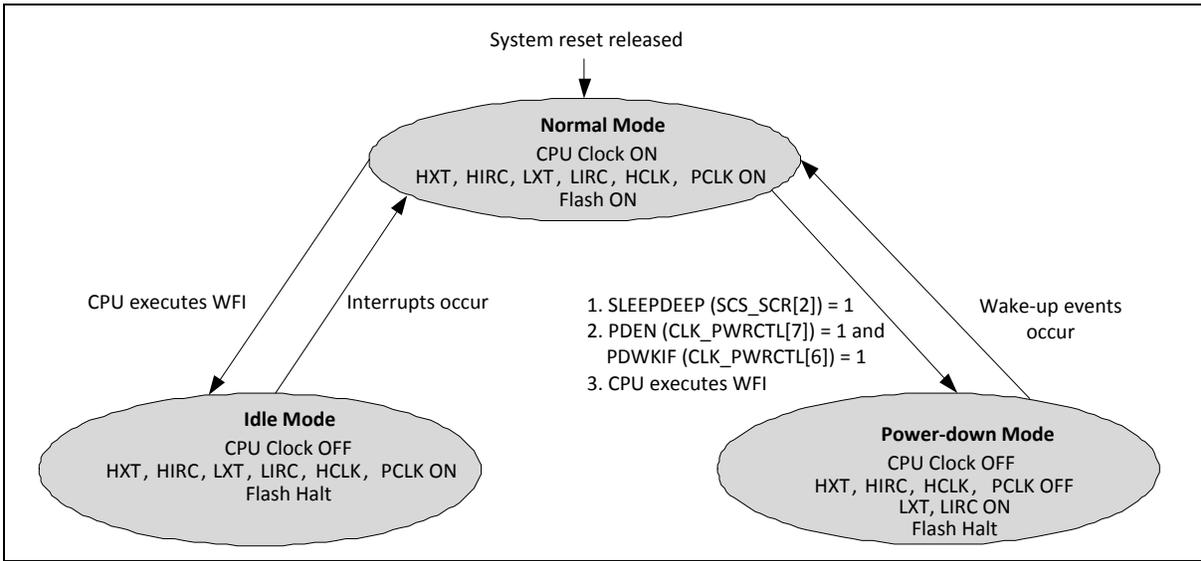 System reset released
Normal Mode
CPU Clock ON
HXT, HIRC, LXT, LIRC, HCLK, PCLK ON
Flash ON
CPU executes WFI
Interrupts occur
1. SLEEPDEEP (SCS_SCR[2]) = 1
2. PDEN (CLK_PWRCTL[7]) = 1 and
PDWKIF (CLK_PWRCTL[6]) = 1
3. CPU executes WFI
Wake-up events
occur
Idle Mode
CPU Clock OFF
HXT, HIRC, LXT, LIRC, HCLK, PCLK ON
Flash Halt
Power-down Mode
CPU Clock OFF
HXT, HIRC, HCLK, PCLK OFF
LXT, LIRC ON
Flash Halt